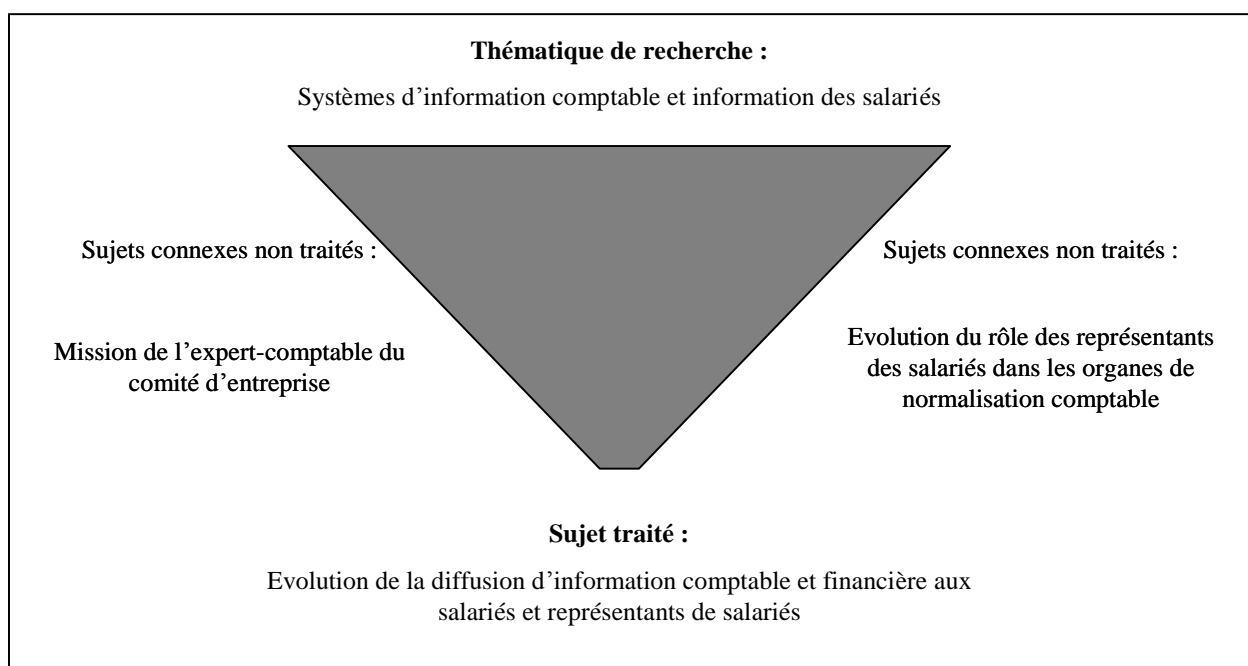 Thématique de recherche :
Systèmes d’information comptable et information des salariés
Sujets connexes non traités :
Mission de l’expert-comptable du
comité d’entreprise
Sujets connexes non traités :
Evolution du rôle des représentants
des salariés dans les organes de
normalisation comptable
Sujet traité :
Evolution de la diffusion d’information comptable et financière aux
salariés et représentants de salariés